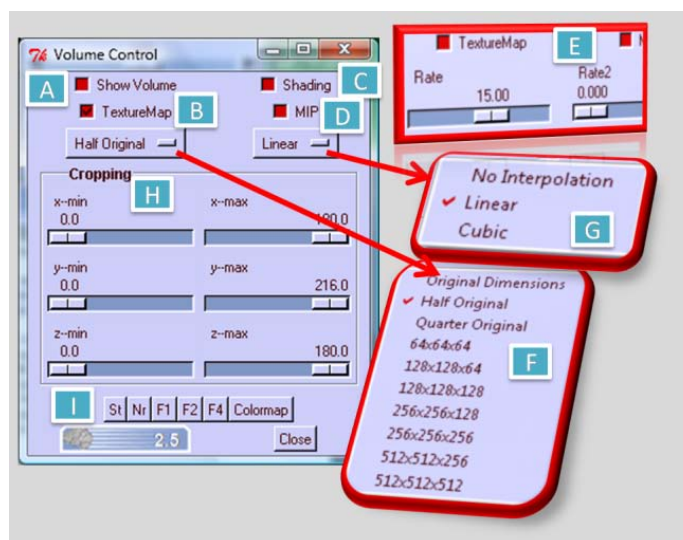 7k Volume Control
A Show Volume Shading C
TextureMap B MIP D
Half Original Linear
Cropping
H
x--min x--max
0.0 180.0
y--min y--max
0.0 216.0
z--min z--max
0.0 180.0
I
St Nr F1 F2 F4 Colormap
2.5 Close
TextureMap E
Rate Rate2
15.00 0.000
No Interpolation
✓ Linear
Cubic G
Original Dimensions
✓ Half Original
Quarter Original
64x64x64 F
128x128x64
128x128x128
256x256x128
256x256x256
512x512x256
512x512x512